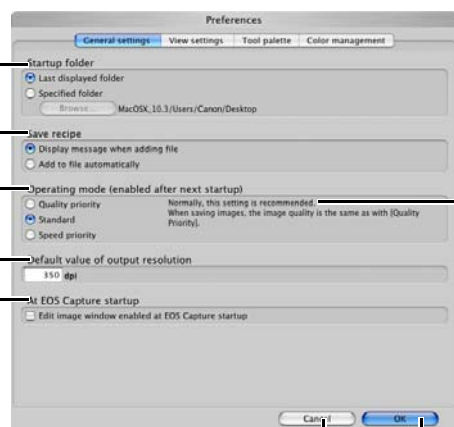 Preferences
General settings View settings Tool palette Color management
Startup folder
Last displayed folder
Specified folder
Browse... MacOSX_10.3/Users/Canon/Desktop
Save recipe
Display message when adding file
Add to file automatically
Operating mode (enabled after next startup)
Quality priority
Standard
Speed priority
Normally, this setting is recommended.
When saving images, the image quality is the same as with [Quality
Priority].
Default value of output resolution
350 dpi
At EOS Capture startup
Edit image window enabled at EOS Capture startup
Cancel OK